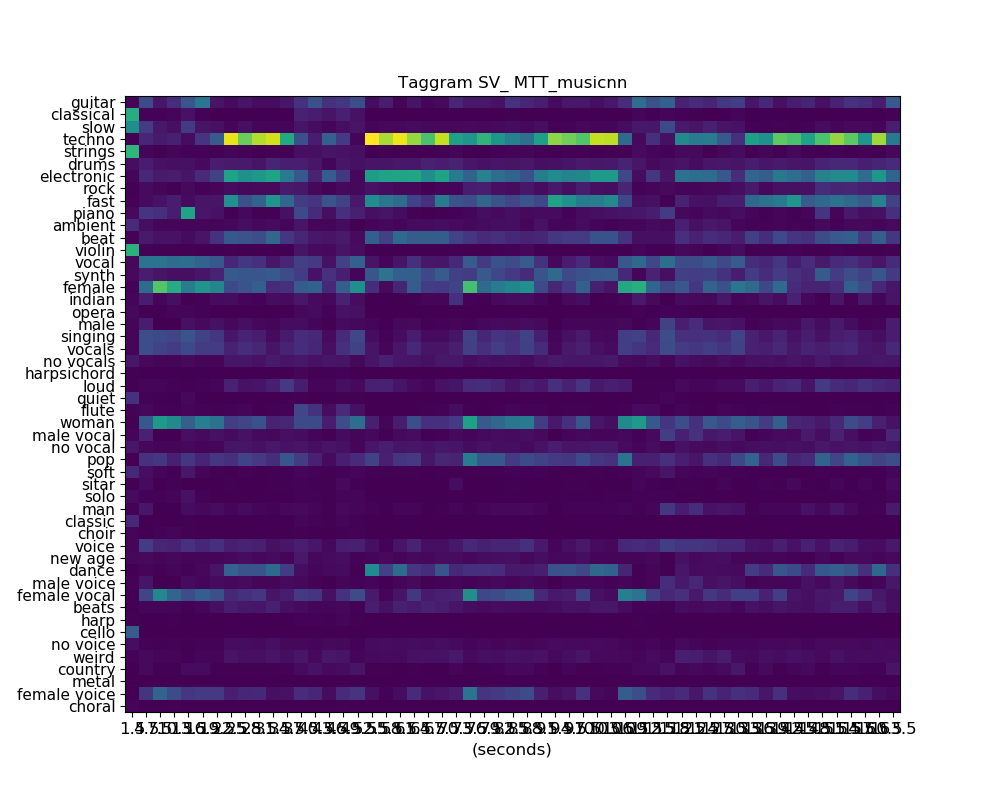 Taggram SV_ MTT_musicnn
guitar
classical
slow
techno
strings
drums
electronic
rock
fast
piano
ambient
beat
violin
vocal
synth
female
indian
opera
male
singing
vocals
no vocals
harpsichord
loud
quiet
flute
woman
male vocal
no vocal
pop
soft
sitar
solo
man
classic
choir
voice
new age
dance
male voice
female vocal
beats
harp
cello
no voice
weird
country
metal
female voice
choral
(seconds)